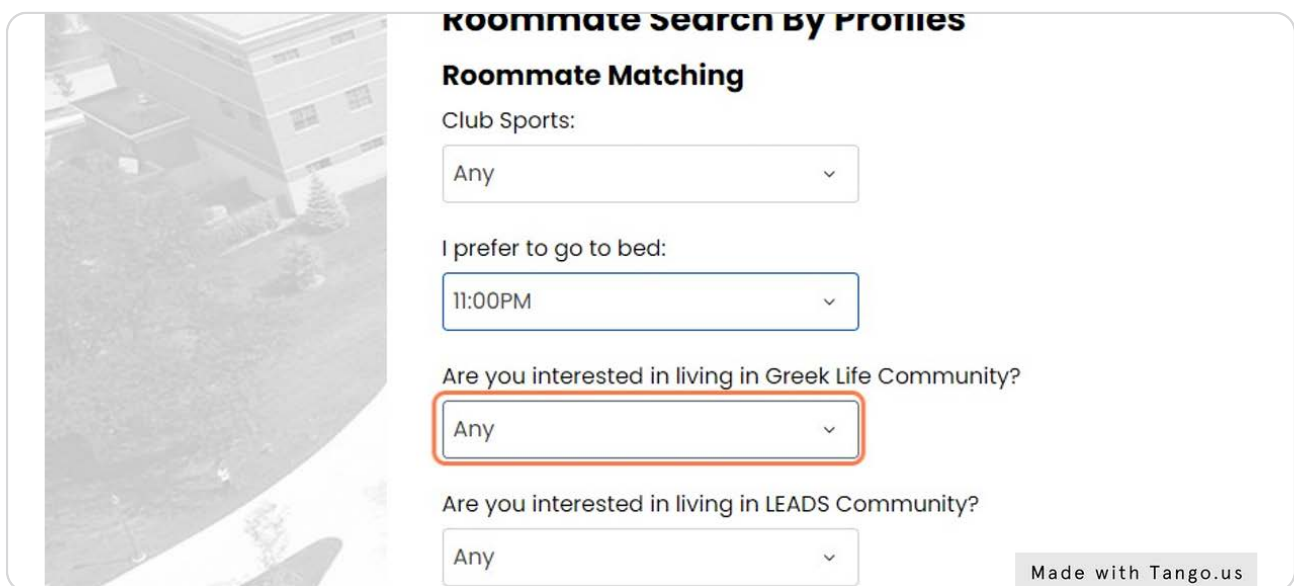 Roommate Search By Profiles
Roommate Matching
Club Sports:
Any
I prefer to go to bed:
11:00PM
Are you interested in living in Greek Life Community?
Any
Are you interested in living in LEADS Community?
Any
Made with Tango.us